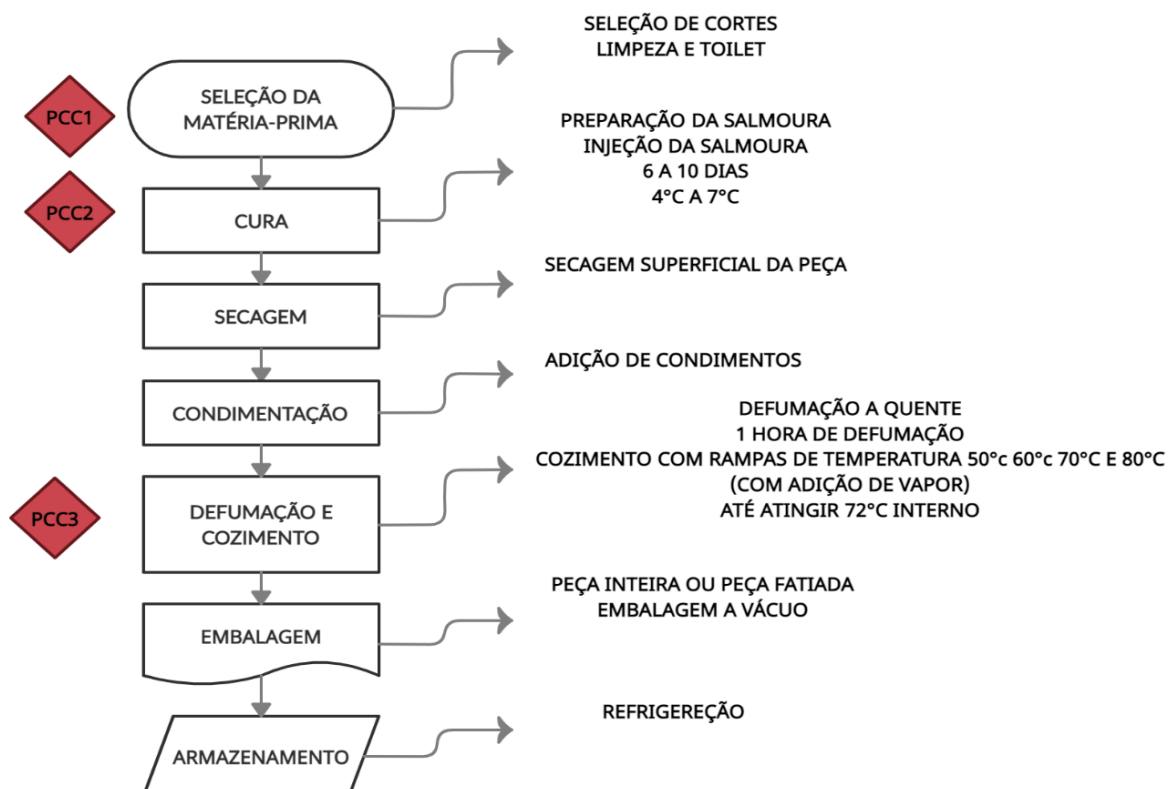 PCC1
SELEÇÃO DA
MATÉRIA-PRIMA
SELEÇÃO DE CORTES
LIMPEZA E TOILET
PCC2
CURA
PREPARAÇÃO DA SALMOURA
INJEÇÃO DA SALMOURA
6 A 10 DIAS
4°C A 7°C
SECAGEM
SECAGEM SUPERFICIAL DA PEÇA
CONDIMENTAÇÃO
ADIÇÃO DE CONDIMENTOS
PCC3
DEFUMAÇÃO E
COZIMENTO
DEFUMAÇÃO A QUENTE
1 HORA DE DEFUMAÇÃO
COZIMENTO COM RAMPAS DE TEMPERATURA 50°c 60°c 70°C E 80°C
(COM ADIÇÃO DE VAPOR)
ATÉ ATINGIR 72°C INTERNO
EMBALAGEM
PEÇA INTEIRA OU PEÇA FATIADA
EMBALAGEM A VÁCUO
ARMAZENAMENTO
REFRIGEREÇÃO